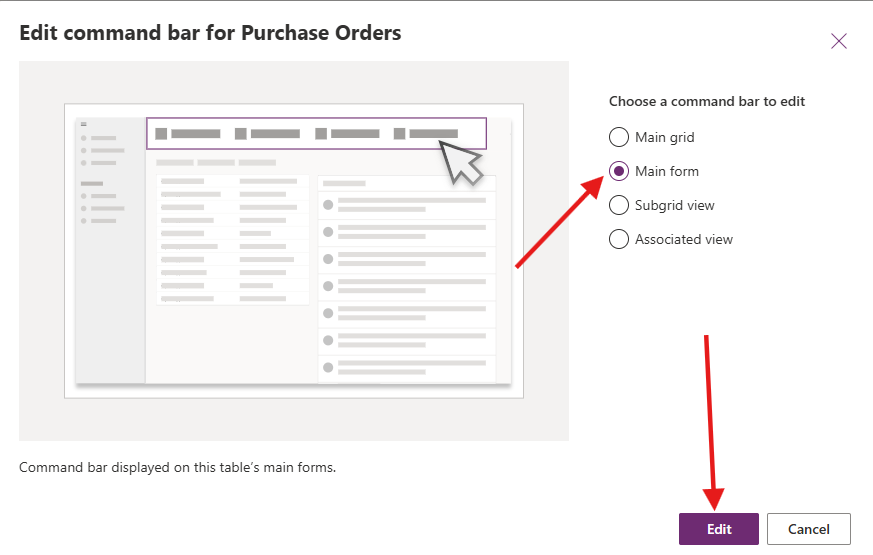 Edit command bar for Purchase Orders
Choose a command bar to edit
Main grid
Main form
Subgrid view
Associated view
Command bar displayed on this table's main forms.
Edit
Cancel